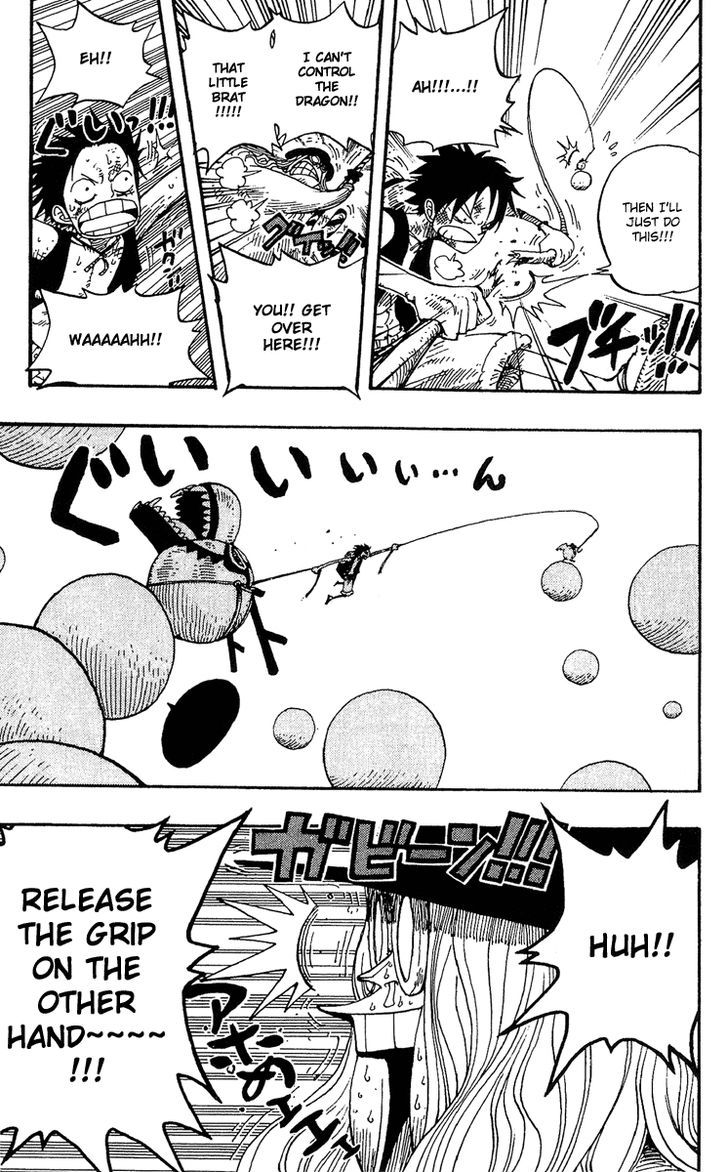 AH!!!...!!
THEN I'LL
JUST DO
THIS!!!
ブチッ!!!
I CAN'T
CONTROL
THE
DRAGON!!
THAT
LITTLE
BRAT
!!!!!
YOU!! GET
OVER
HERE!!!
EH!!
ぐいっ!!!
WAAAAAHH!!
ぐいいいい…ん
HUH!!
ガビーン!!!
RELEASE
THE GRIP
ON THE
OTHER
HAND~~~~
!!!